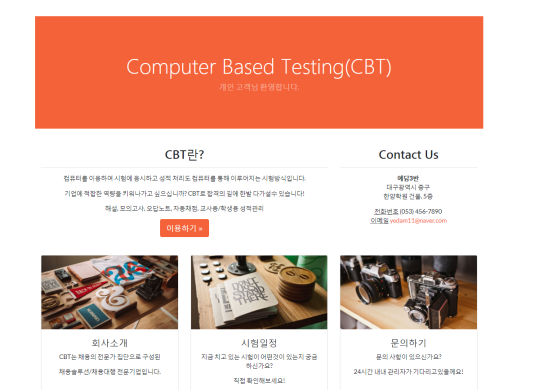 Computer Based Testing(CBT)
개인 고객님 환영합니다.
CBT란?
컴퓨터를 이용하여 시험에 응시하고 성적 처리도 컴퓨터를 통해 이루어지는 시험방식입니다.
기업에 적합한 역량을 키워나가고 싶으십니까? CBT로 합격의 길에 한발 다가설수 있습니다!
해설, 모의고사, 오답노트, 자동채점, 교사용/학생용 성적관리
이용하기 »
Contact Us
예담3반
대구광역시 중구
한양학원 건물, 5층
전화번호 (053) 456-7890
이메일 yedam11@naver.com
회사소개
CBT는 채용의 전문가 집단으로 구성된
채용솔루션/채용대행 전문기업입니다.
시험일정
지금 치고 있는 시험이 어떤것이 있는지 궁금
하신가요?
직접 확인해보세요!
문의하기
문의 사항이 있으신가요?
24시간 내내 관리자가 기다리고 있을께요!